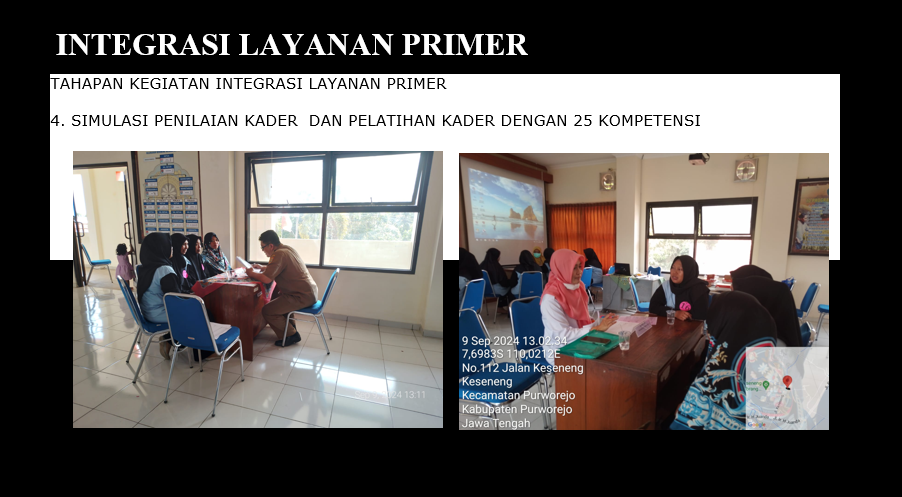 INTEGRASI LAYANAN PRIMER
TAHAPAN KEGIATAN INTEGRASI LAYANAN PRIMER
4. SIMULASI PENILAIAN KADER  DAN PELATIHAN KADER DENGAN 25 KOMPETENSI
13:11
9 Sep 2024 13.02.34
7,6983S 110,0212E
No.112 Jalan Keseneng
Keseneng
Kecamatan Purworejo
Kabupaten Purworejo
Jawa Tengah